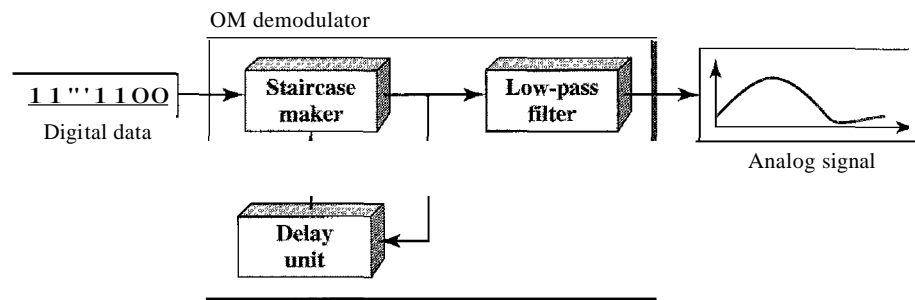 OM demodulator
11"'1100
Digital data
Staircase
maker
Low-pass
filter
Analog signal
Delay
unit